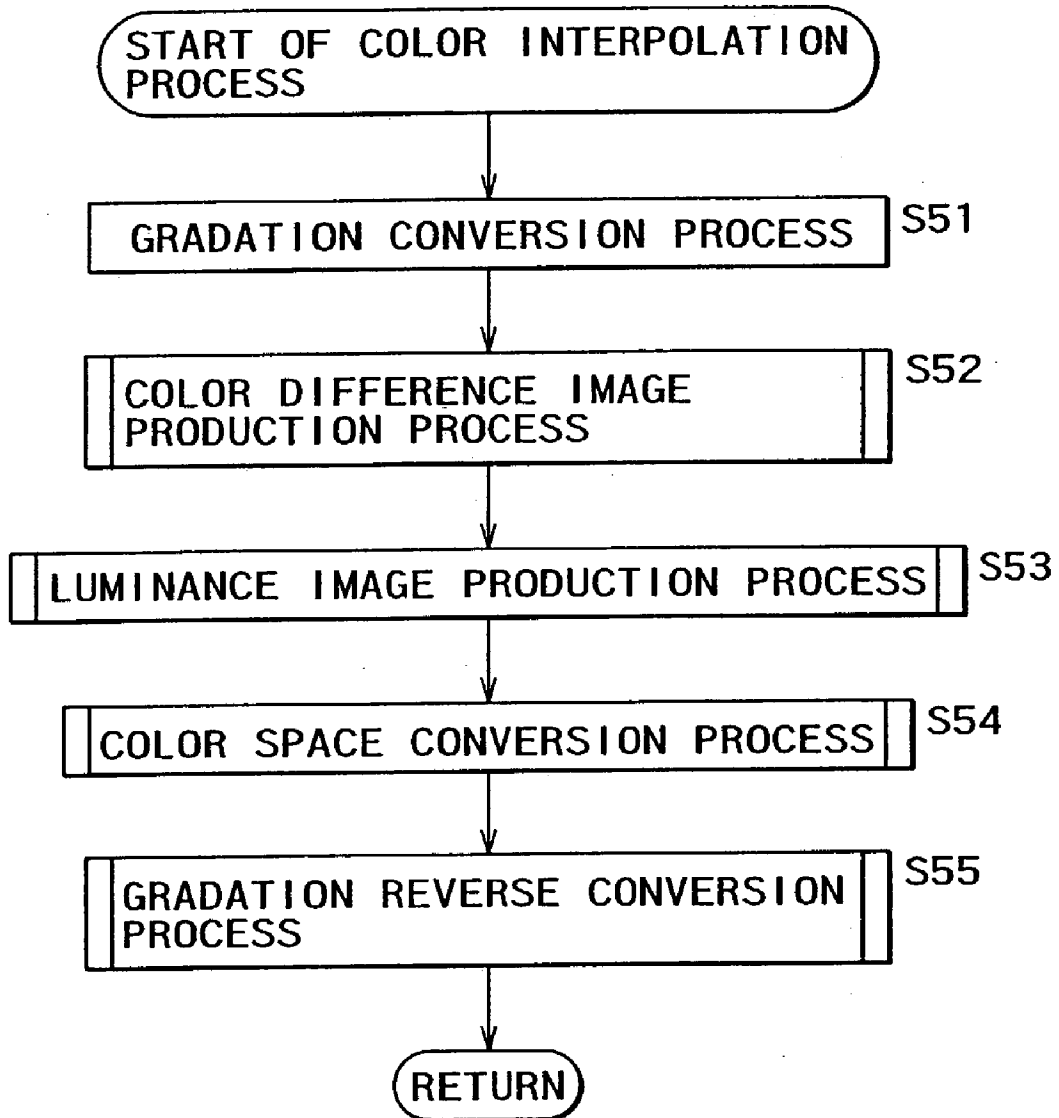 START OF COLOR INTERPOLATION
PROCESS
GRADATION CONVERSION PROCESS
S51
COLOR DIFFERENCE IMAGE
PRODUCTION PROCESS
S52
LUMINANCE IMAGE PRODUCTION PROCESS
S53
COLOR SPACE CONVERSION PROCESS
S54
GRADATION REVERSE CONVERSION
PROCESS
S55
RETURN